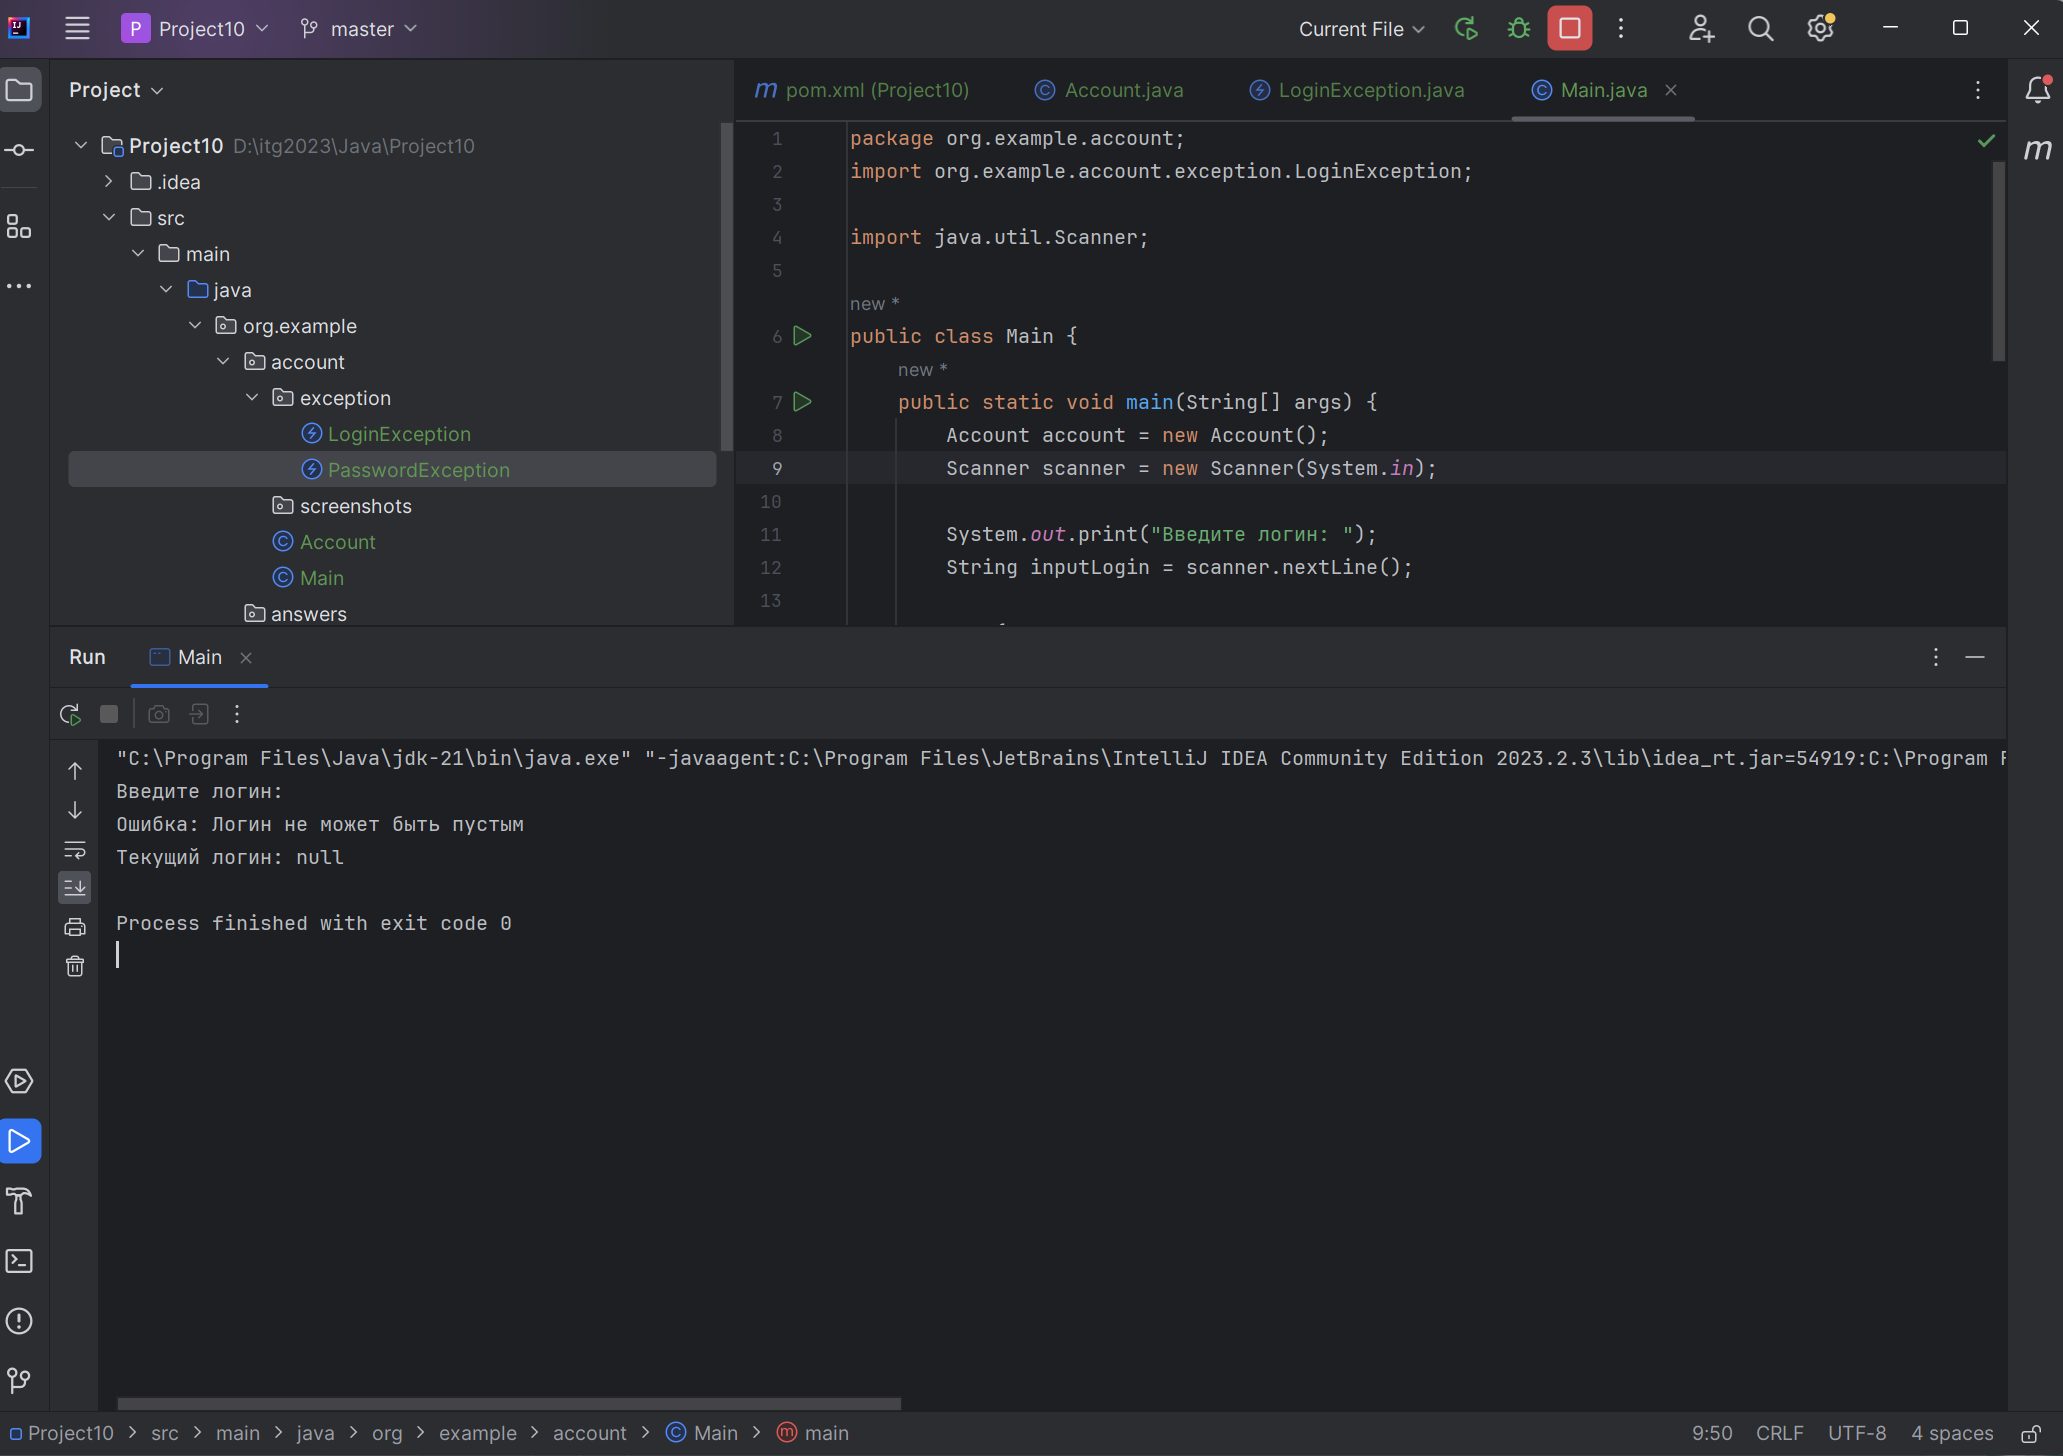 P Project10 master Current File
Project
Project10 D:\itg2023\Java\Project10
.idea
src
main
java
org.example
account
exception
LoginException
PasswordException
screenshots
Account
Main
answers
m pom.xml (Project10) Account.java LoginException.java Main.java
1 package org.example.account;
2 import org.example.account.exception.LoginException;
3
4 import java.util.Scanner;
5
new *
6 public class Main {
new *
7 public static void main(String[] args) {
8 Account account = new Account();
9 Scanner scanner = new Scanner(System.in);
10
11 System.out.print("Введите логин: ");
12 String inputLogin = scanner.nextLine();
13
m
Run Main
"C:\Program Files\Java\jdk-21\bin\java.exe" "-javaagent:C:\Program Files\JetBrains\IntelliJ IDEA Community Edition 2023.2.3\lib\idea_rt.jar=54919:C:\Program
Введите логин:
Ошибка: Логин не может быть пустым
Текущий логин: null
Process finished with exit code 0
Project10 > src > main > java > org > example > account > Main > main 9:50 CRLF UTF-8 4 spaces